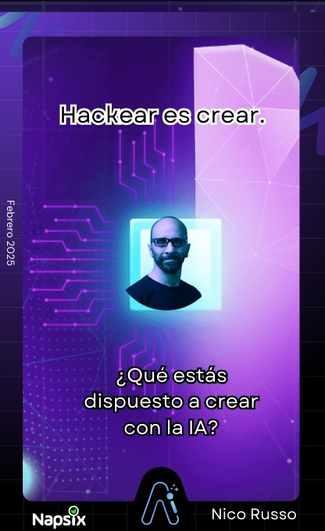 Hackear es crear.
Febrero 2025
¿Qué estás
dispuesto a crear
con la IA?
Napsix
Nico Russo